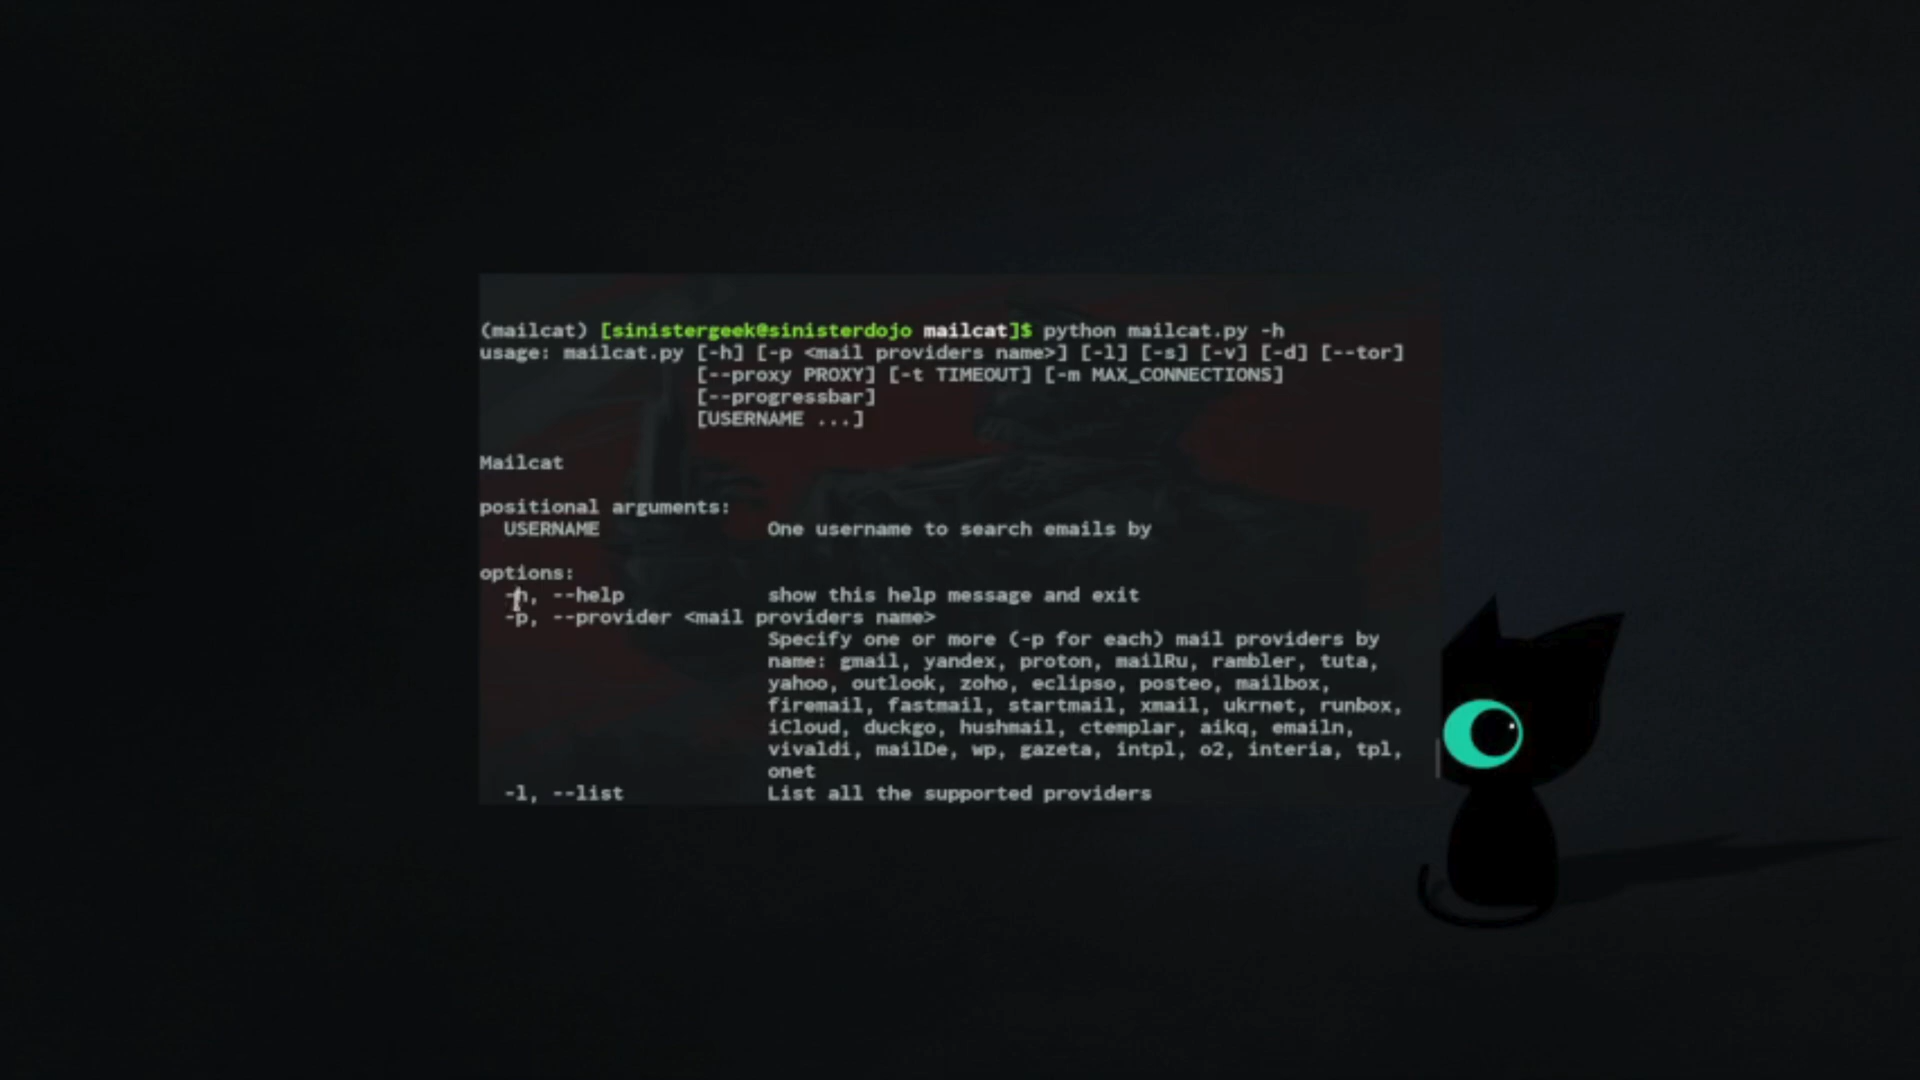 (mailcat) [sinistergeek@sinisterdojo mailcat]$ python mailcat.py -h
usage: mailcat.py [-h] [-p <mail providers name>] [-l] [-s] [-v] [-d] [--tor]
[--proxy PROXY] [-t TIMEOUT] [-m MAX_CONNECTIONS]
[--progressbar]
[USERNAME ...]
Mailcat
positional arguments:
USERNAME One username to search emails by
options:
-h, --help show this help message and exit
-p, --provider <mail providers name>
Specify one or more (-p for each) mail providers by
name: gmail, yandex, proton, mailRu, rambler, tuta,
yahoo, outlook, zoho, eclipso, posteo, mailbox,
firemail, fastmail, startmail, xmail, ukrnet, runbox,
iCloud, duckgo, hushmail, ctemplar, aikq, emailn,
vivaldi, mailDe, wp, gazeta, intpl, o2, interia, tpl,
onet
-l, --list List all the supported providers